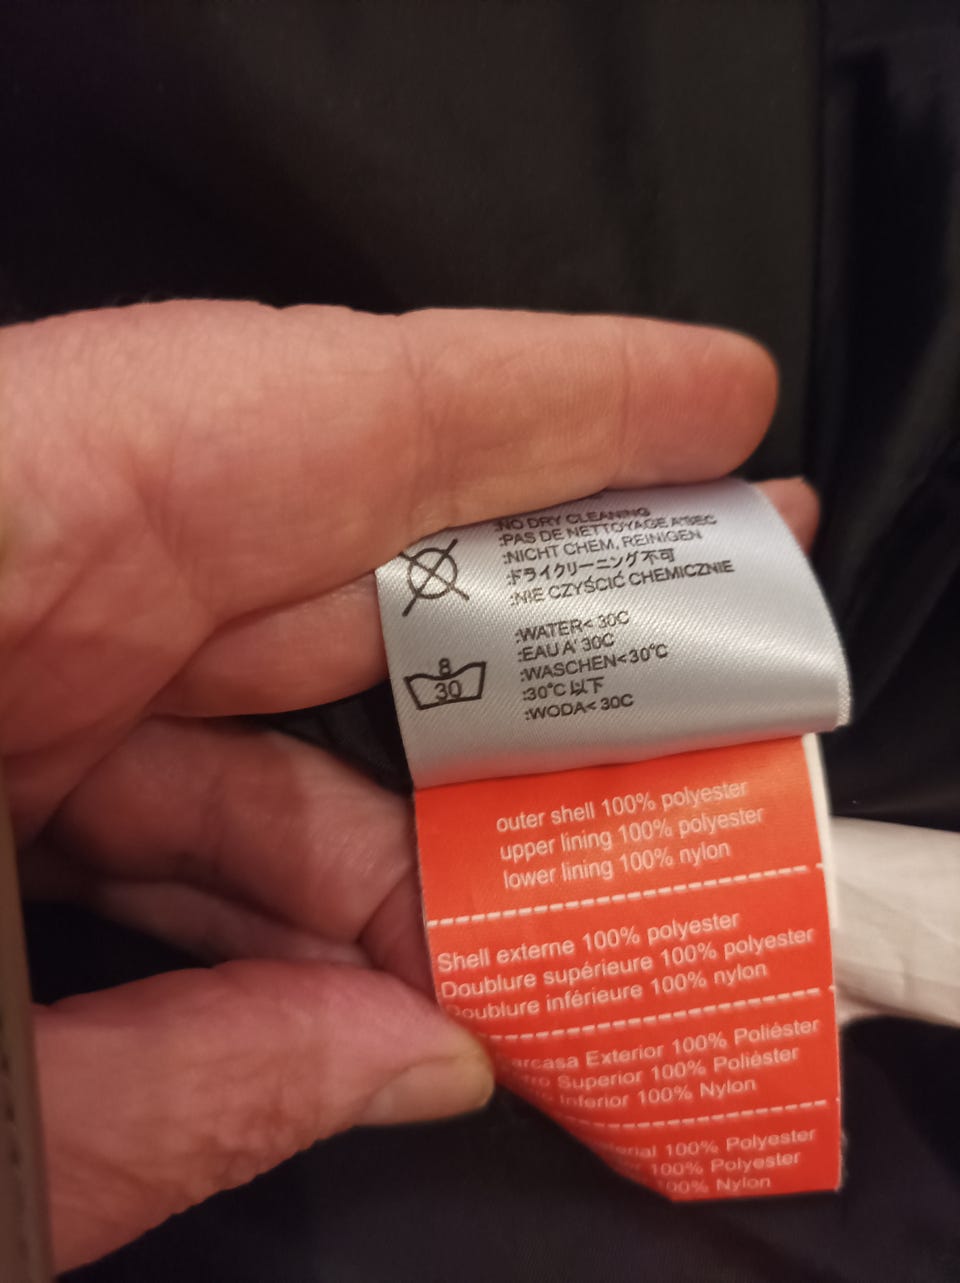 :NO DRY CLEANING
:PAS DE NETTOYAGE A'SEC
:NICHT CHEM, REINIGEN
:ドライクリーニング不可
:NIE CZYŚCIĆ CHEMICZNIE
8
30
:WATER< 30C
:EAU A' 30C
:WASCHEN<30°C
:30°C以下
:WODA< 30C
outer shell 100% polyester
upper lining 100% polyester
lower lining 100% nylon
Shell externe 100% polyester
Doublure supérieure 100% polyester
Doublure inférieure 100% nylon
Exterior 100% Poliéster
Superior 100% Poliéster
Inferior 100% Nylon
100% Polyester
100% Polyester
100% Nylon